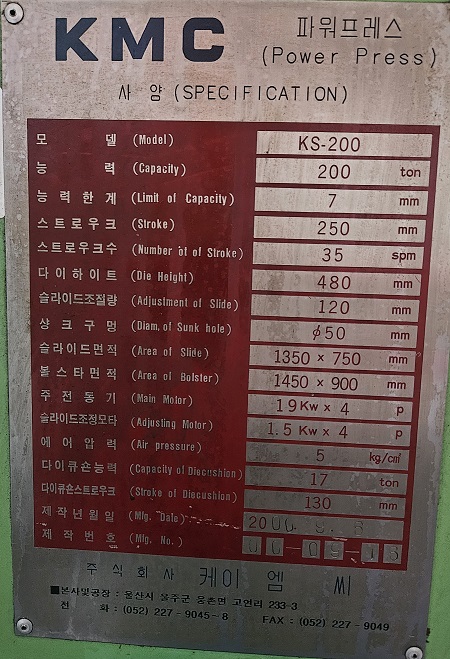 KMC 파워프레스
(Power Press)
사 양 (SPECIFICATION)
모 델 (Model) KS-200
능 력 (Capacity) 200 ton
능력한계 (Limit of Capacity) 7 mm
스트로우크 (Stroke) 250 mm
스트로우크수 (Number ot of Stroke) 35 spm
다이하이트 (Die Height) 480 mm
슬라이드조절량 (Adjustment of Slide) 120 mm
상크구멍 (Diam, of Sunk hole) ϕ50 mm
슬라이드면적 (Area of Slide) 1350 × 750 mm
볼스타면적 (Area of Bolster) 1450 × 900 mm
주전동기 (Main Motor) 19 Kw × 4 p
슬라이드조정모타 (Adjusting Motor) 1.5 Kw × 4 p
에어압력 (Air pressure) 5 kg/㎠
다이쿠숀능력 (Capacity of Diecushion) 17 ton
다이쿠숀스트로우크 (Stroke of Diecushion) 130 mm
제작년월일 (Mfg. Date)
제작번호 (Mfg. No.)
주식회사 케이 엠 씨
■본사및공장 : 울산시 울주군 웅촌면 고연리 233-3
전 화 : (052) 227-9045-8 FAX : (052) 227-9049